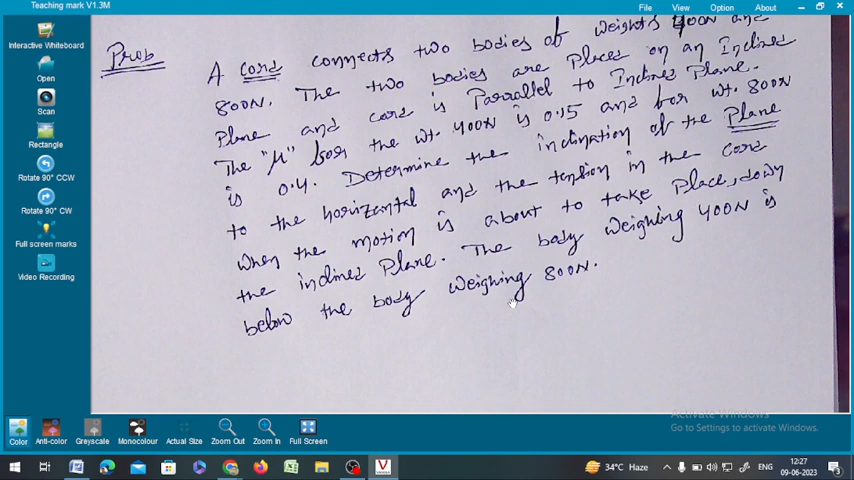 Teaching mark V1.3M
File View Option About
Interactive Whiteboard
Open
Scan
Rectangle
Rotate 90° CCW
Rotate 90° CW
Full screen marks
Video Recording
Prob
A cord connects two bodies of weights 400N and
800N. The two bodies are Places on an Inclined
Plane and cord is Parrallel to Inclined Plane.
The "μ" for the wt. 400N is 0.15 and for wt. 800N
is 0.4. Determine the inclination of the Plane
to the horizontal and the tension in the cord
when the motion is about to take Place, down
the inclined Plane. The body weighing 400N is
below the body weighing 800N.
Activate Windows
Go to Settings to activate Windows.
Color Anti-color Greyscale Monocolour Actual Size Zoom Out Zoom In Full Screen
34°C Haze ENG 12:27 09-06-2023 3